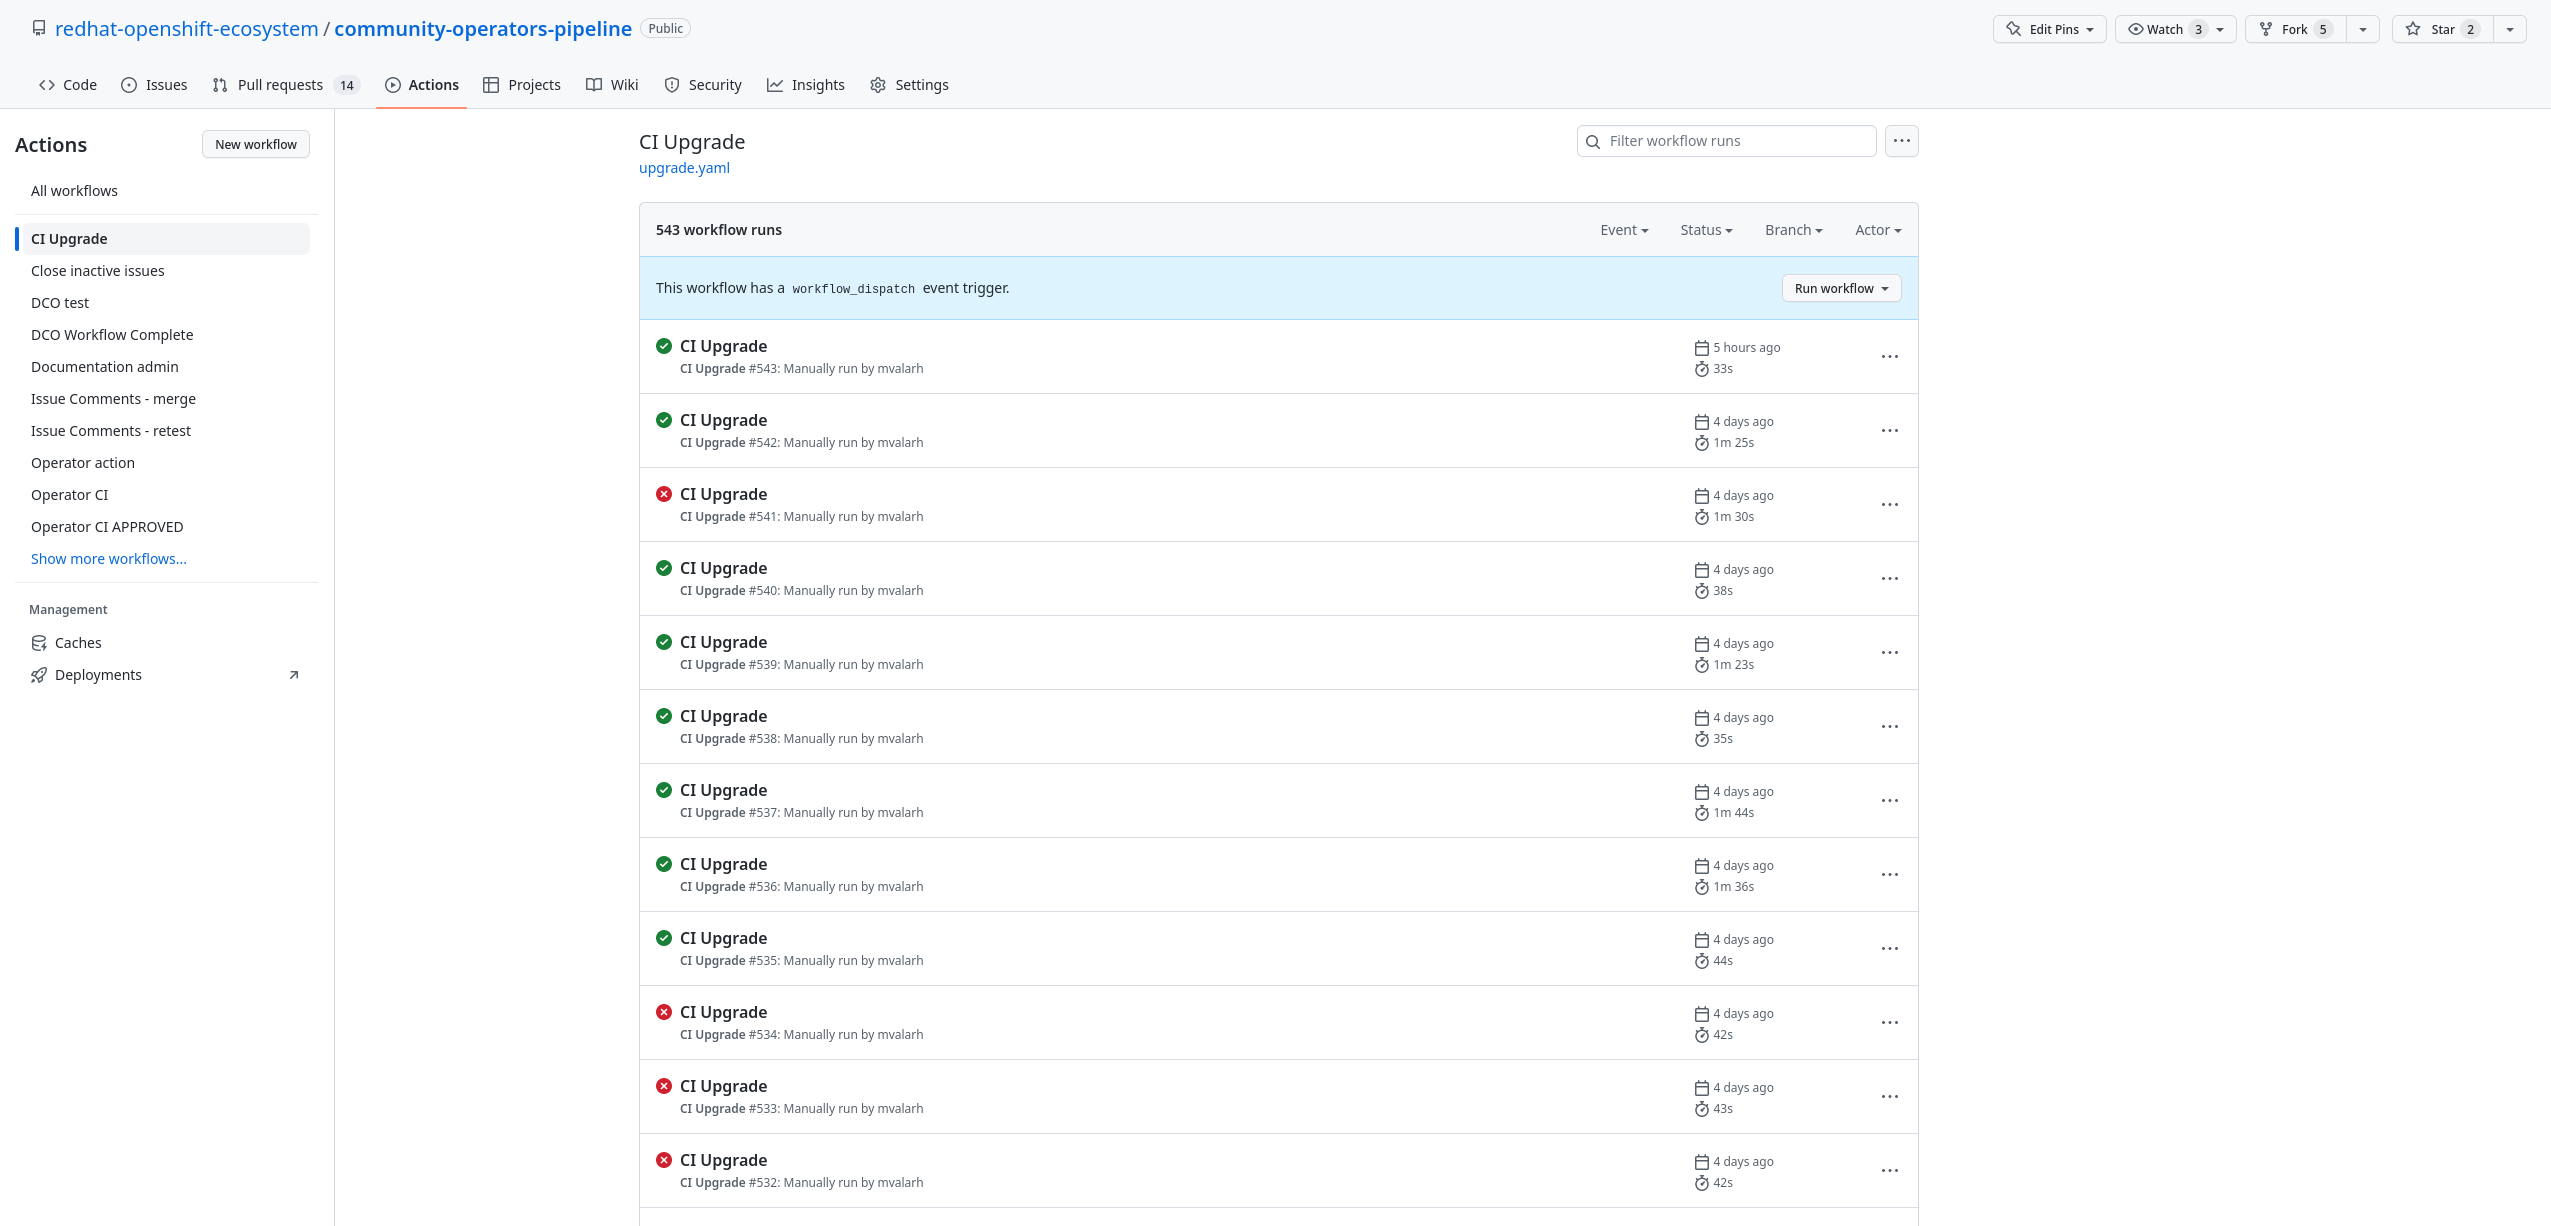 redhat-openshift-ecosystem / community-operators-pipeline Public
Edit Pins Watch 3 Fork 5 Star 2
Code Issues Pull requests 14 Actions Projects Wiki Security Insights Settings
Actions New workflow
All workflows
CI Upgrade
Close inactive issues
DCO test
DCO Workflow Complete
Documentation admin
Issue Comments - merge
Issue Comments - retest
Operator action
Operator CI
Operator CI APPROVED
Show more workflows...
Management
Caches
Deployments
CI Upgrade
upgrade.yaml
Filter workflow runs
543 workflow runs Event Status Branch Actor
This workflow has a workflow_dispatch event trigger. Run workflow
CI Upgrade 5 hours ago
CI Upgrade #543: Manually run by mvalarh 33s
CI Upgrade 4 days ago
CI Upgrade #542: Manually run by mvalarh 1m 25s
CI Upgrade 4 days ago
CI Upgrade #541: Manually run by mvalarh 1m 30s
CI Upgrade 4 days ago
CI Upgrade #540: Manually run by mvalarh 38s
CI Upgrade 4 days ago
CI Upgrade #539: Manually run by mvalarh 1m 23s
CI Upgrade 4 days ago
CI Upgrade #538: Manually run by mvalarh 35s
CI Upgrade 4 days ago
CI Upgrade #537: Manually run by mvalarh 1m 44s
CI Upgrade 4 days ago
CI Upgrade #536: Manually run by mvalarh 1m 36s
CI Upgrade 4 days ago
CI Upgrade #535: Manually run by mvalarh 44s
CI Upgrade 4 days ago
CI Upgrade #534: Manually run by mvalarh 42s
CI Upgrade 4 days ago
CI Upgrade #533: Manually run by mvalarh 43s
CI Upgrade 4 days ago
CI Upgrade #532: Manually run by mvalarh 42s